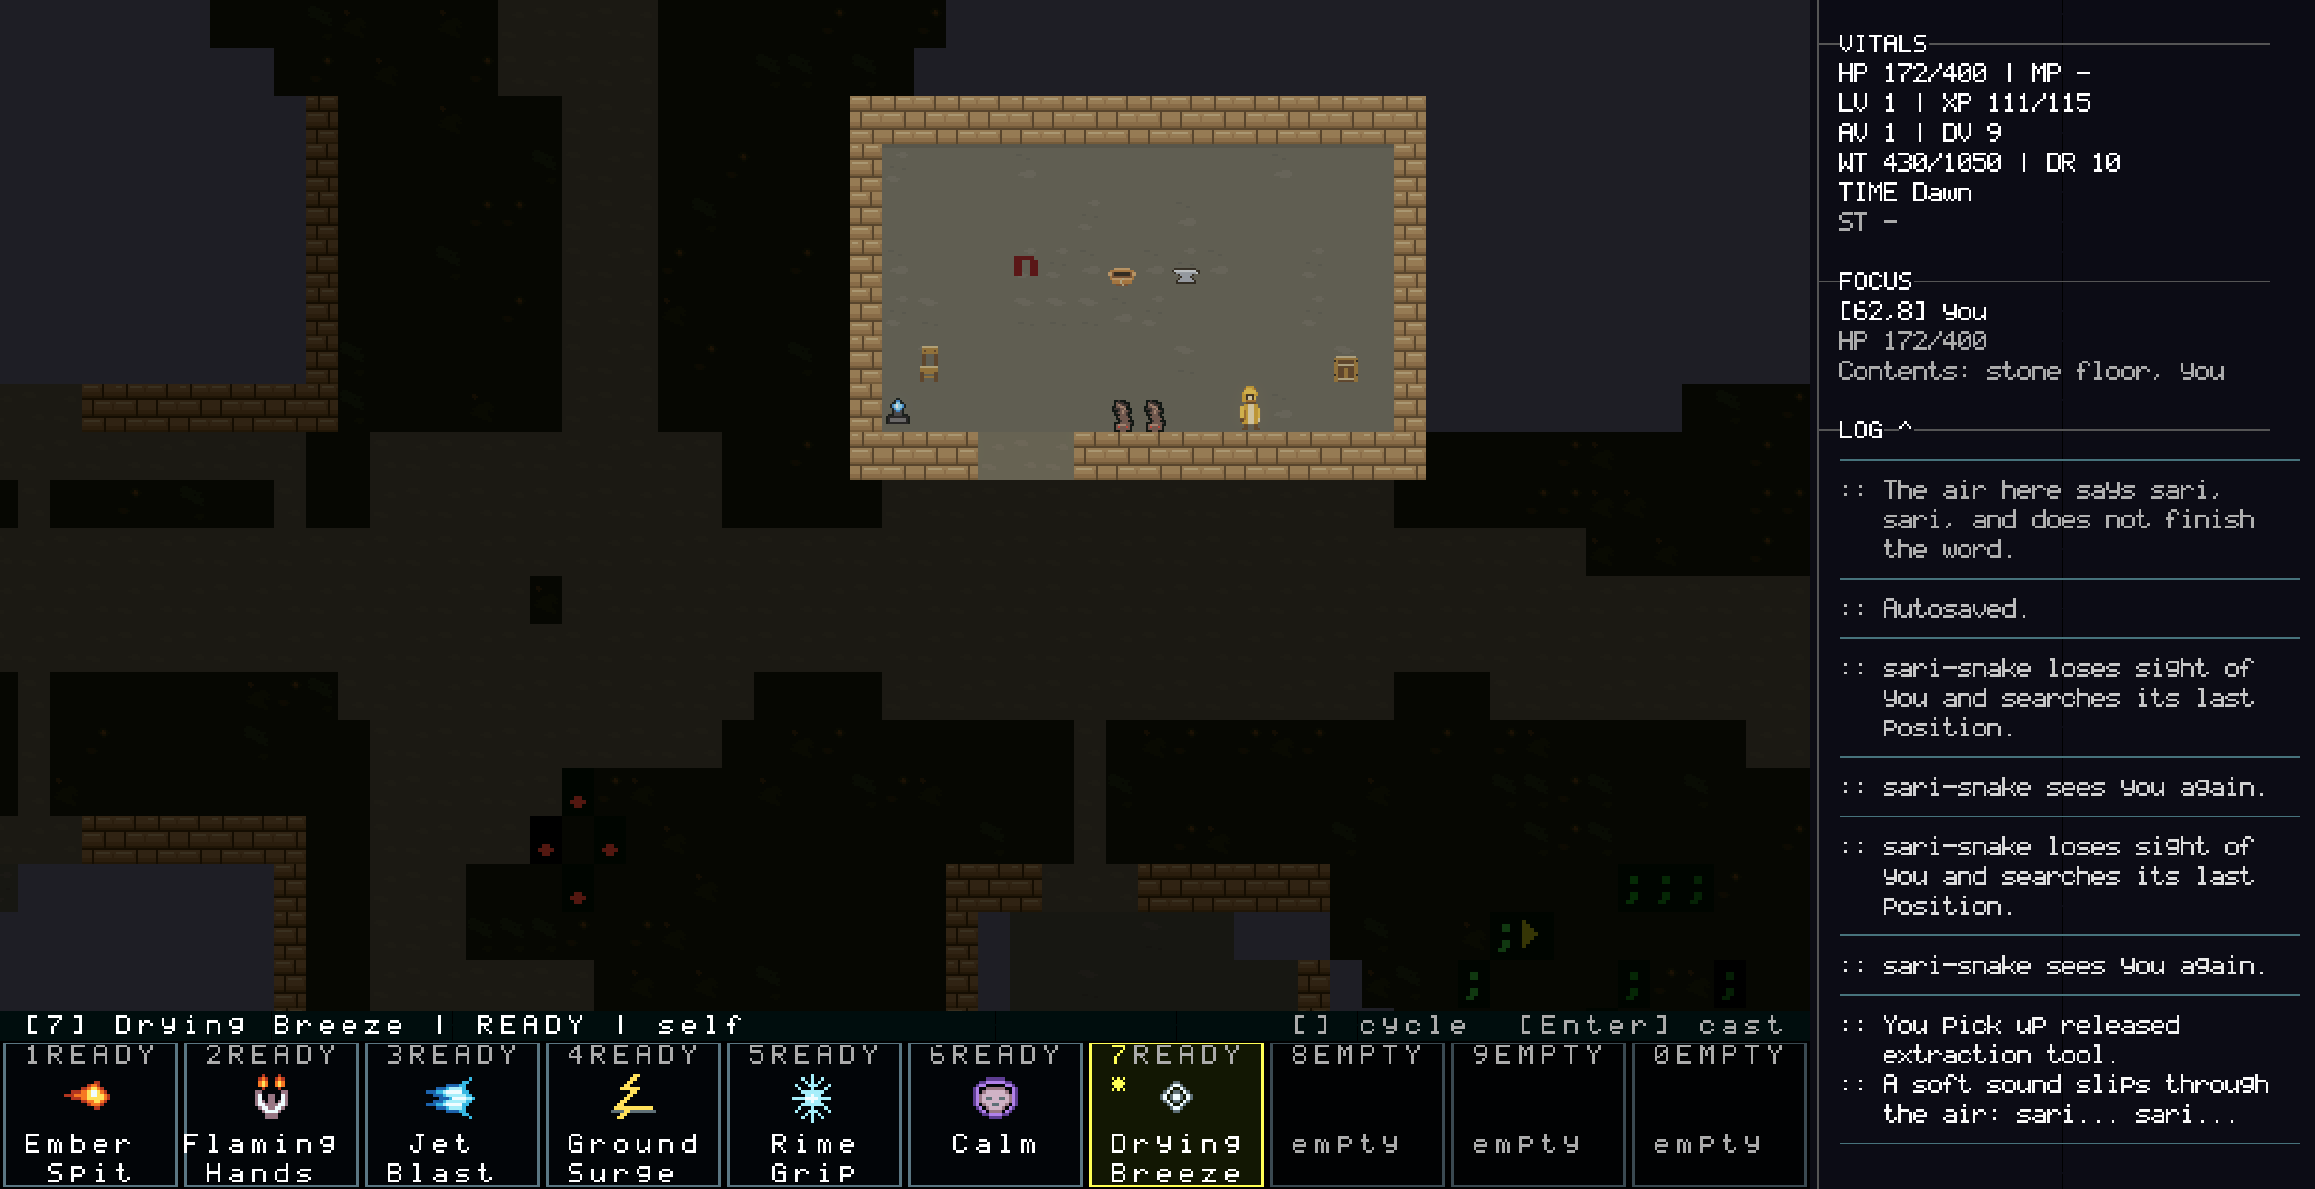 VITALS
HP 172/400 | MP -
LV 1 | XP 111/115
AV 1 | DV 9
WT 430/1050 | DR 10
TIME Dawn
ST -
FOCUS
[62,8] You
HP 172/400
Contents: stone floor, You
LOG ^
:: The air here says sari,
sari, and does not finish
the word.
:: Autosaved.
:: sari-snake loses sight of
You and searches its last
Position.
:: sari-snake sees You again.
:: sari-snake loses sight of
You and searches its last
Position.
:: sari-snake sees You again.
:: You Pick up released
extraction tool.
:: A soft sound slips through
the air: sari... sari...
[7] Drying Breeze | READY | self
[] cycle [Enter] cast
1READY 2READY 3READY 4READY 5READY 6READY 7READY 8EMPTY 9EMPTY 0EMPTY
Ember Flaming Jet Ground Rime Calm Drying empty empty empty
Spit Hands Blast Surge Grip Breeze